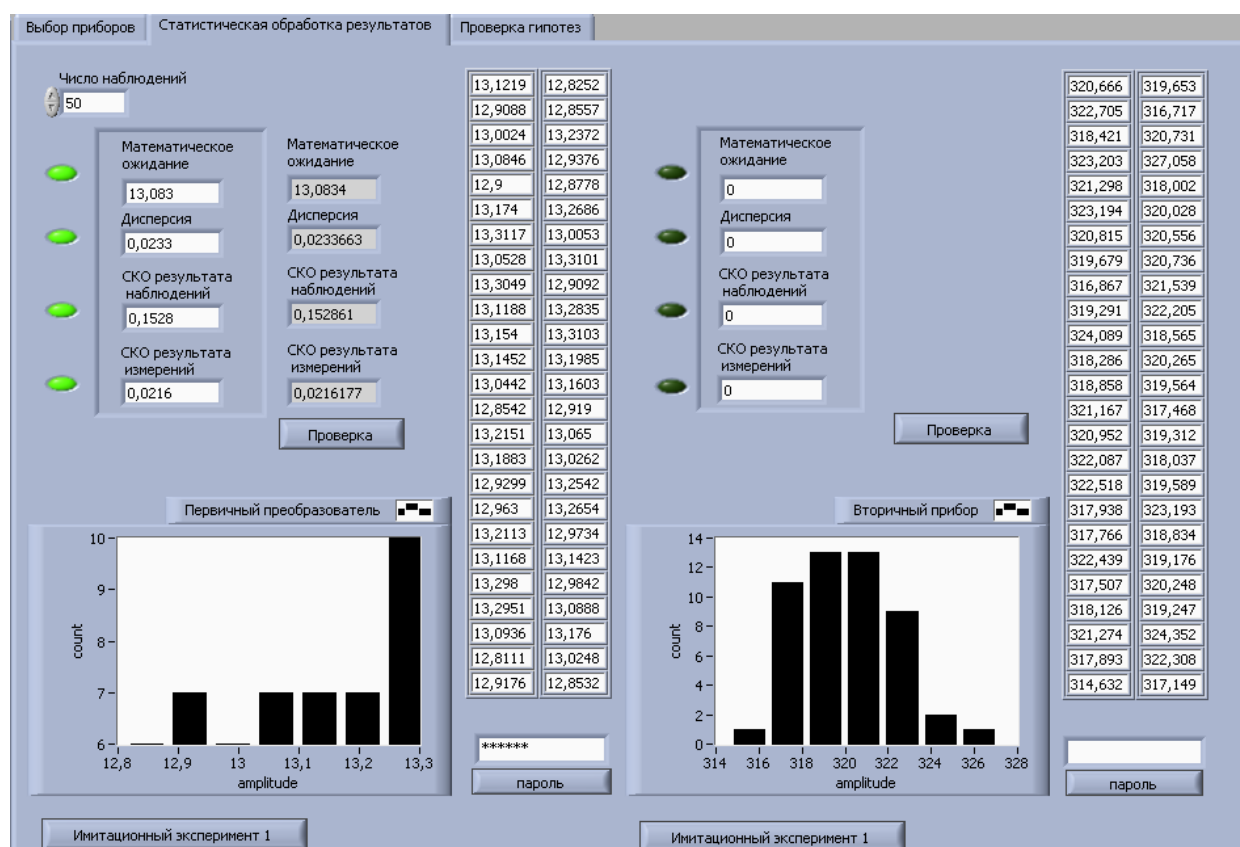 Выбор приборов Статистическая обработка результатов Проверка гипотез
Число наблюдений
50
Математическое
ожидание
13,083
Дисперсия
0,0233
СКО результата
наблюдений
0,1528
СКО результата
измерений
0,0216
Математическое
ожидание
13,0834
Дисперсия
0,0233663
СКО результата
наблюдений
0,152861
СКО результата
измерений
0,0216177
Проверка
13,1219 12,8252
12,9088 12,8557
13,0024 13,2372
13,0846 12,9376
12,9 12,8778
13,174 13,2686
13,3117 13,0053
13,0528 13,3101
13,3049 12,9092
13,1188 13,2835
13,154 13,3103
13,1452 13,1985
13,0442 13,1603
12,8542 12,919
13,2151 13,065
13,1883 13,0262
12,9299 13,2542
12,963 13,2654
13,2113 12,9734
13,1168 13,1423
13,298 12,9842
13,2951 13,0888
13,0936 13,176
12,8111 13,0248
12,9176 12,8532
******
пароль
Первичный преобразователь
10
9
8
7
6
count
12,8 12,9 13 13,1 13,2 13,3
amplitude
Имитационный эксперимент 1
Математическое
ожидание
0
Дисперсия
0
СКО результата
наблюдений
0
СКО результата
измерений
0
Проверка
320,666 319,653
322,705 316,717
318,421 320,731
323,203 327,058
321,298 318,002
323,194 320,028
320,815 320,556
319,679 320,736
316,867 321,539
319,291 322,205
324,089 318,565
318,286 320,265
318,858 319,564
321,167 317,468
320,952 319,312
322,087 318,037
322,518 319,589
317,938 323,193
317,766 318,834
322,439 319,176
317,507 320,248
318,126 319,247
321,274 324,352
317,893 322,308
314,632 317,149
пароль
Вторичный прибор
14
12
10
8
6
4
2
0
count
314 316 318 320 322 324 326 328
amplitude
Имитационный эксперимент 1